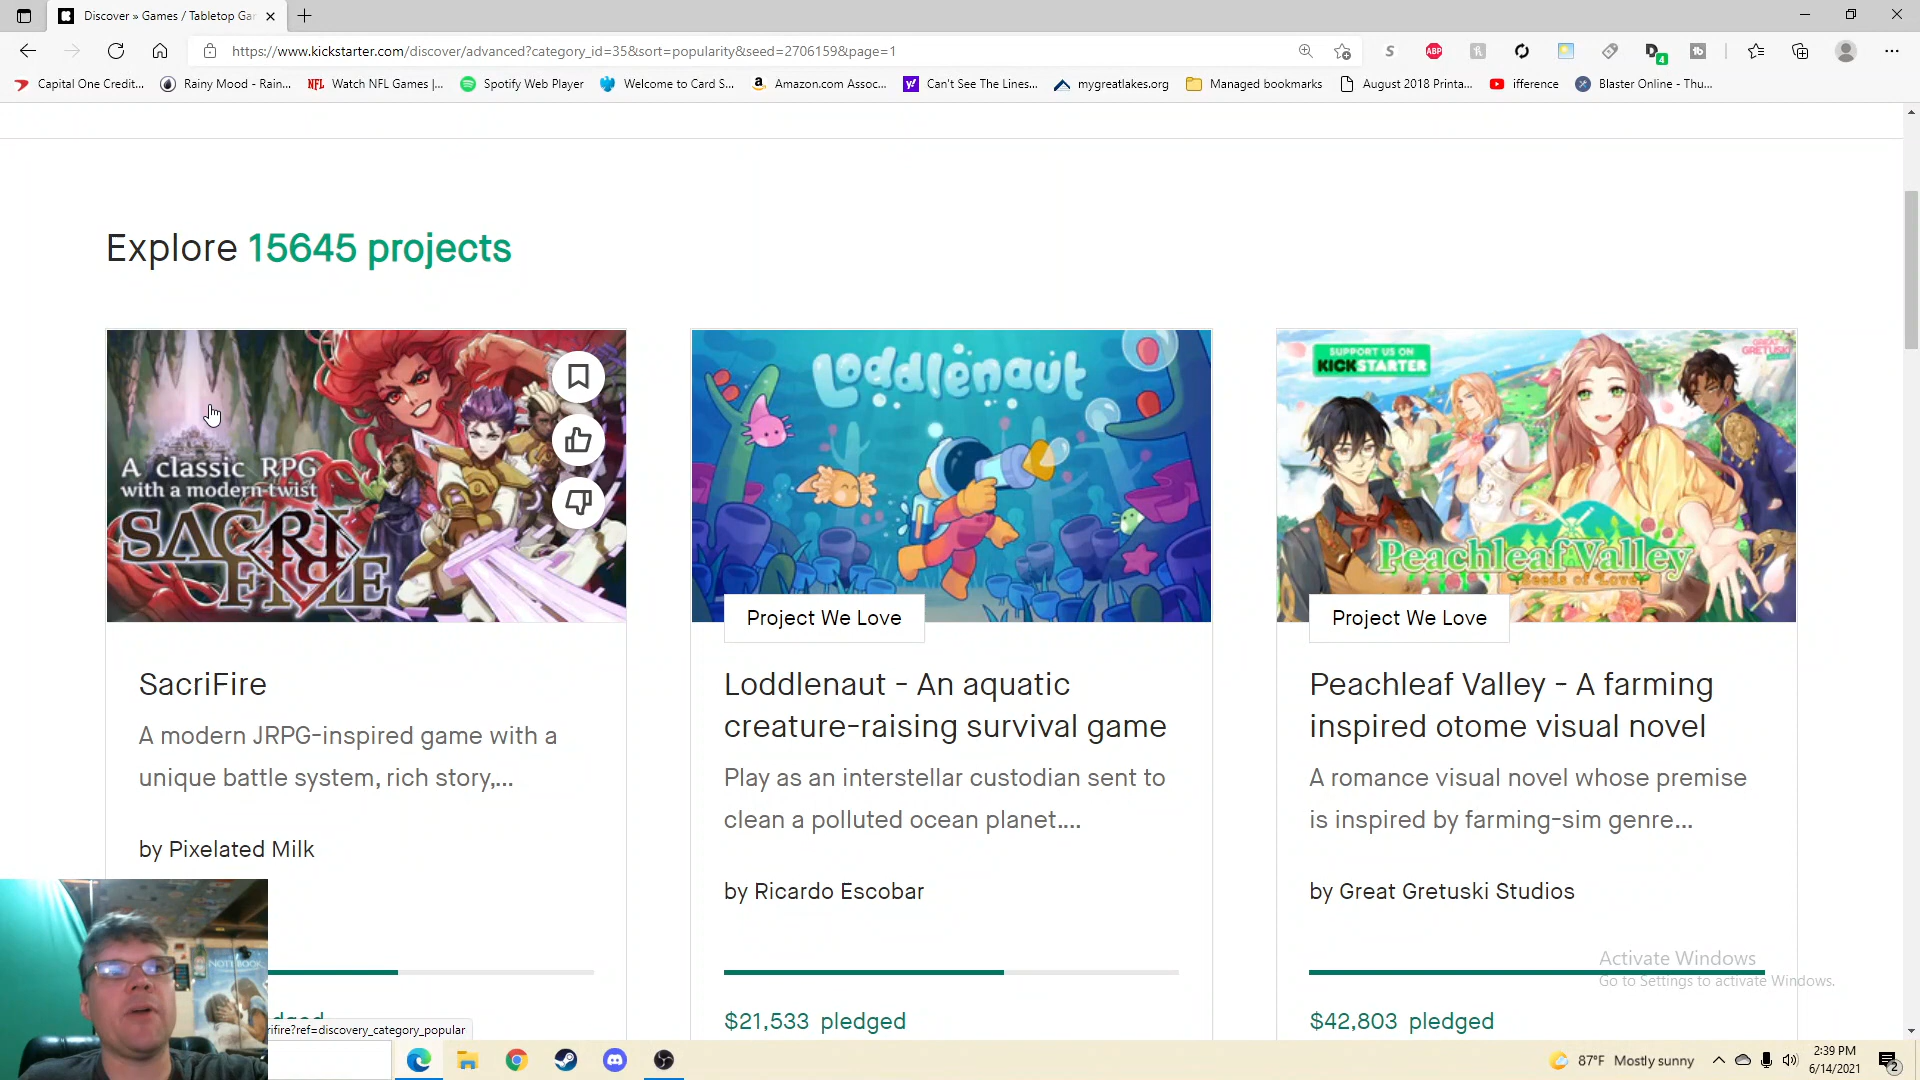 Discover » Games / Tabletop Gar
https://www.kickstarter.com/discover/advanced?category_id=35&sort=popularity&seed=2706159&page=1
Capital One Credit...
Rainy Mood - Rain...
NFL
Watch NFL Games |...
Spotify Web Player
Welcome to Card S...
Amazon.com Assoc...
Can't See The Lines...
mygreatlakes.org
Managed bookmarks
August 2018 Printa...
ifference
Blaster Online - Thu...
Explore 15645 projects
A classic RPG
with a modern twist
SACRI
FIRE
Loddlenaut
SUPPORT US ON
KICKSTARTER
GREAT
GRETUSKI
Peachleaf Valley
Seeds of Love
Project We Love
Project We Love
SacriFire
A modern JRPG-inspired game with a
unique battle system, rich story,...
by Pixelated Milk
Loddlenaut - An aquatic
creature-raising survival game
Play as an interstellar custodian sent to
clean a polluted ocean planet....
by Ricardo Escobar
$21,533 pledged
Peachleaf Valley - A farming
inspired otome visual novel
A romance visual novel whose premise
is inspired by farming-sim genre...
by Great Gretuski Studios
$42,803 pledged
Activate Windows
Go to Settings to activate Windows.
NOTEBOOK
rifire?ref=discovery_category_popular
87°F Mostly sunny
2:39 PM
6/14/2021
2